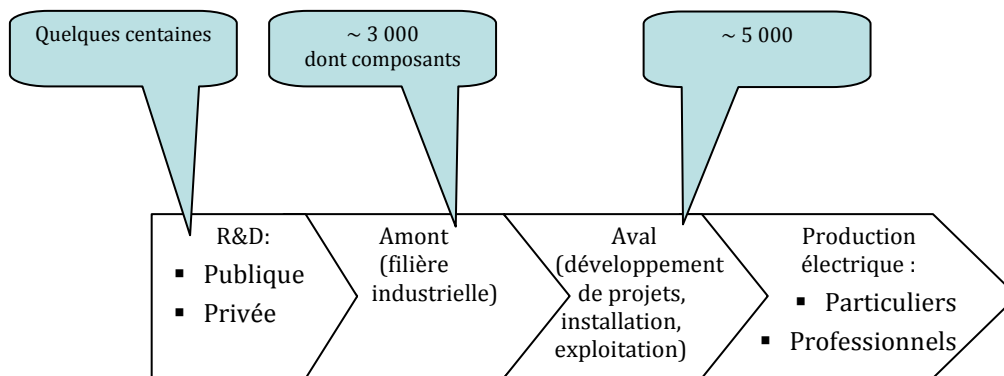 Quelques centaines
~ 3 000
dont composants
~ 5 000
R&D:
▪ Publique
▪ Privée
Amont
(filière
industrielle)
Aval
(développement
de projets,
installation,
exploitation)
Production
électrique :
▪ Particuliers
▪ Professionnels